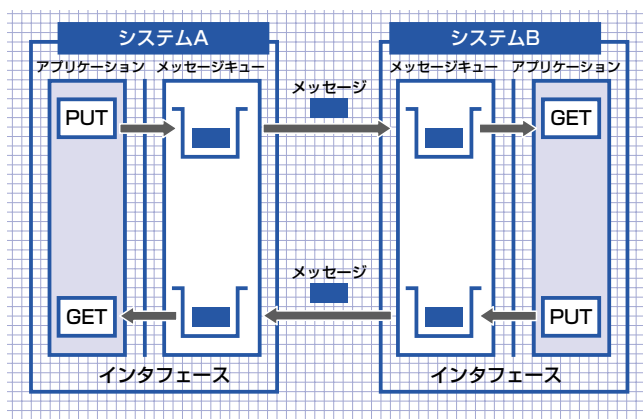 システムA
システムB
アプリケーション
メッセージキュー
メッセージ
メッセージキュー
アプリケーション
PUT
GET
メッセージ
GET
PUT
インタフェース
インタフェース